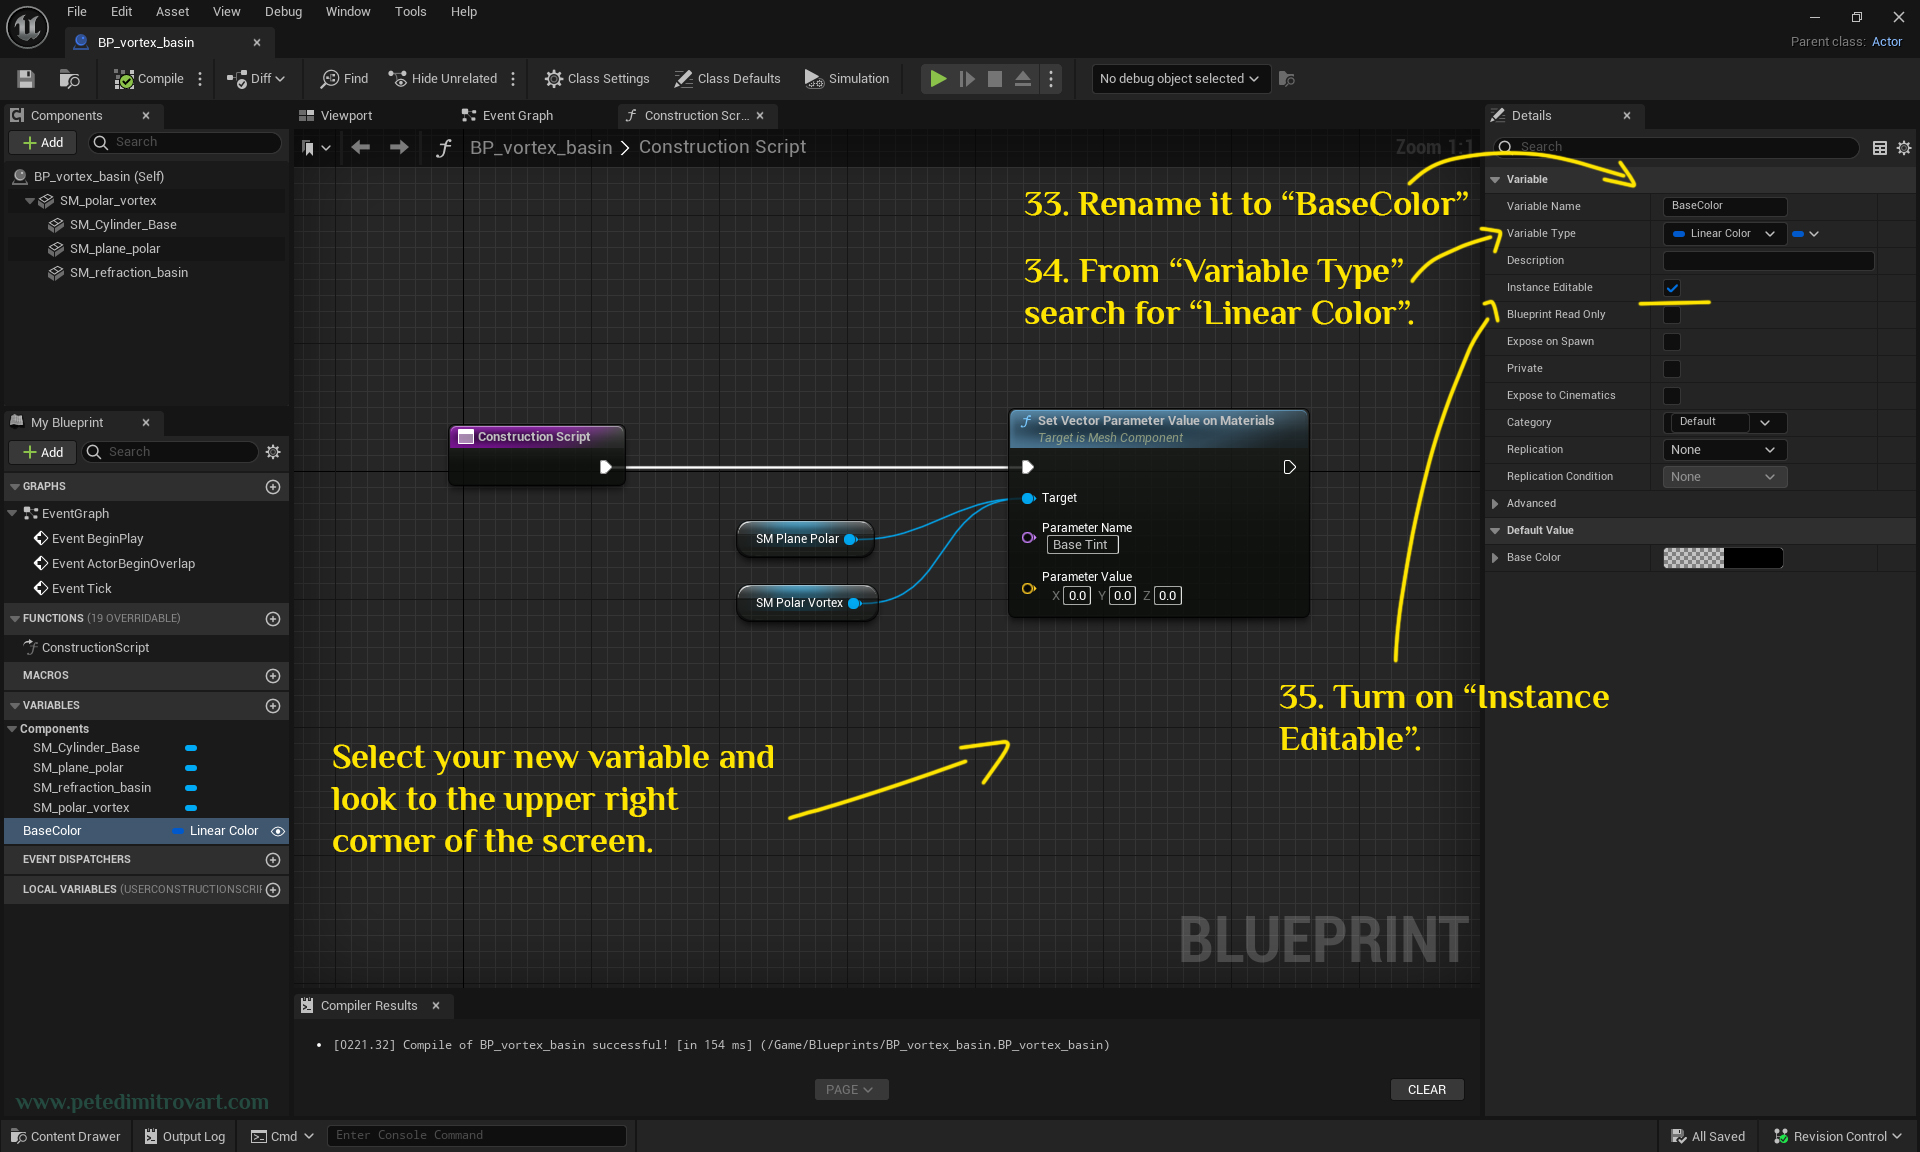 File Edit Asset View Debug Window Tools Help
BP_vortex_basin
Parent class: Actor
Compile Diff Find Hide Unrelated Class Settings Class Defaults Simulation No debug object selected
Components
Add Search
BP_vortex_basin (Self)
SM_polar_vortex
SM_Cylinder_Base
SM_plane_polar
SM_refraction_basin
My Blueprint
Add Search
GRAPHS
EventGraph
Event BeginPlay
Event ActorBeginOverlap
Event Tick
FUNCTIONS (19 OVERRIDABLE)
ConstructionScript
MACROS
VARIABLES
Components
SM_Cylinder_Base
SM_plane_polar
SM_refraction_basin
SM_polar_vortex
BaseColor Linear Color
EVENT DISPATCHERS
LOCAL VARIABLES (USERCONSTRUCTIONSCRIP
www.petedimitrovart.com
Viewport Event Graph Construction Scr...
BP_vortex_basin > Construction Script
Zoom 1:1
33. Rename it to “BaseColor”
34. From “Variable Type”
search for “Linear Color”.
Construction Script
Set Vector Parameter Value on Materials
Target is Mesh Component
Target
Parameter Name
Base Tint
Parameter Value
X 0.0 Y 0.0 Z 0.0
SM Plane Polar
SM Polar Vortex
35. Turn on “Instance
Editable”.
Select your new variable and
look to the upper right
corner of the screen.
BLUEPRINT
Compiler Results
[0221.32] Compile of BP_vortex_basin successful! [in 154 ms] (/Game/Blueprints/BP_vortex_basin.BP_vortex_basin)
PAGE
CLEAR
Details
Search
Variable
Variable Name BaseColor
Variable Type Linear Color
Description
Instance Editable
Blueprint Read Only
Expose on Spawn
Private
Expose to Cinematics
Category Default
Replication None
Replication Condition None
Advanced
Default Value
Base Color
Content Drawer Output Log Cmd Enter Console Command All Saved Revision Control